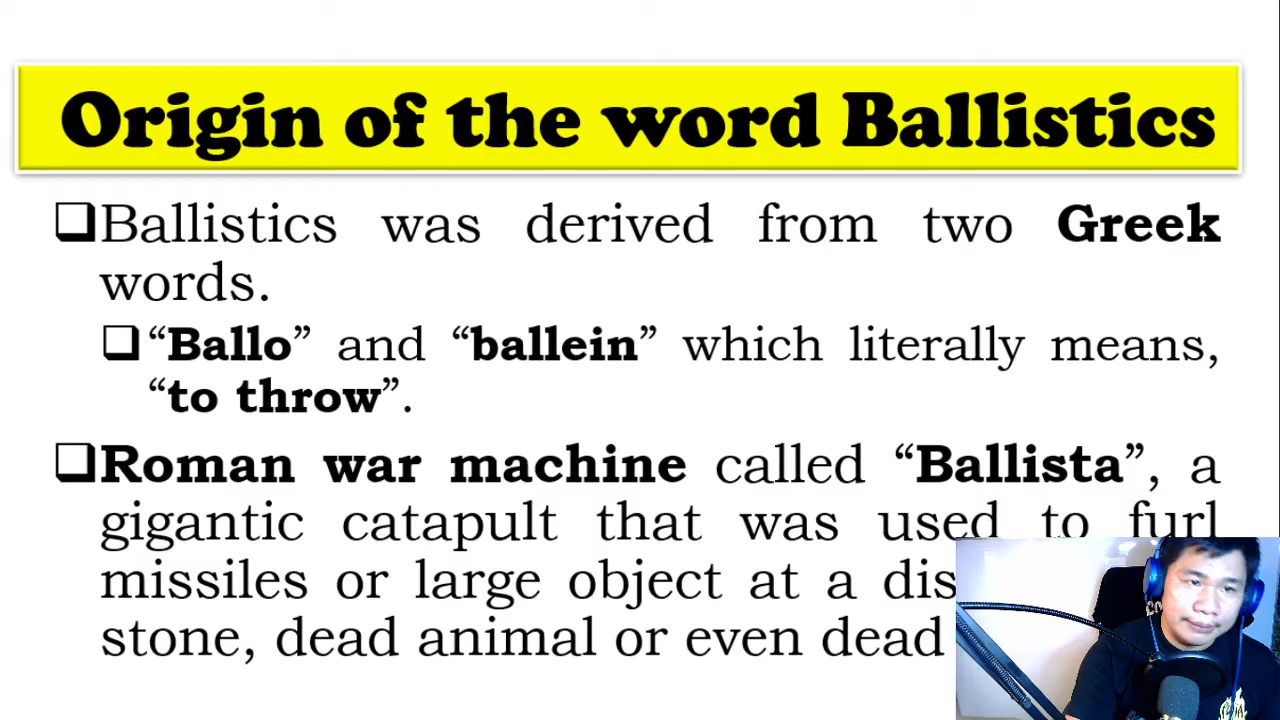 Origin of the word Ballistics
❑Ballistics was derived from two Greek
words.
❑“Ballo” and “ballein” which literally means,
“to throw”.
❑Roman war machine called “Ballista”, a
gigantic catapult that was used to furl
missiles or large object at a
stone, dead animal or even dead